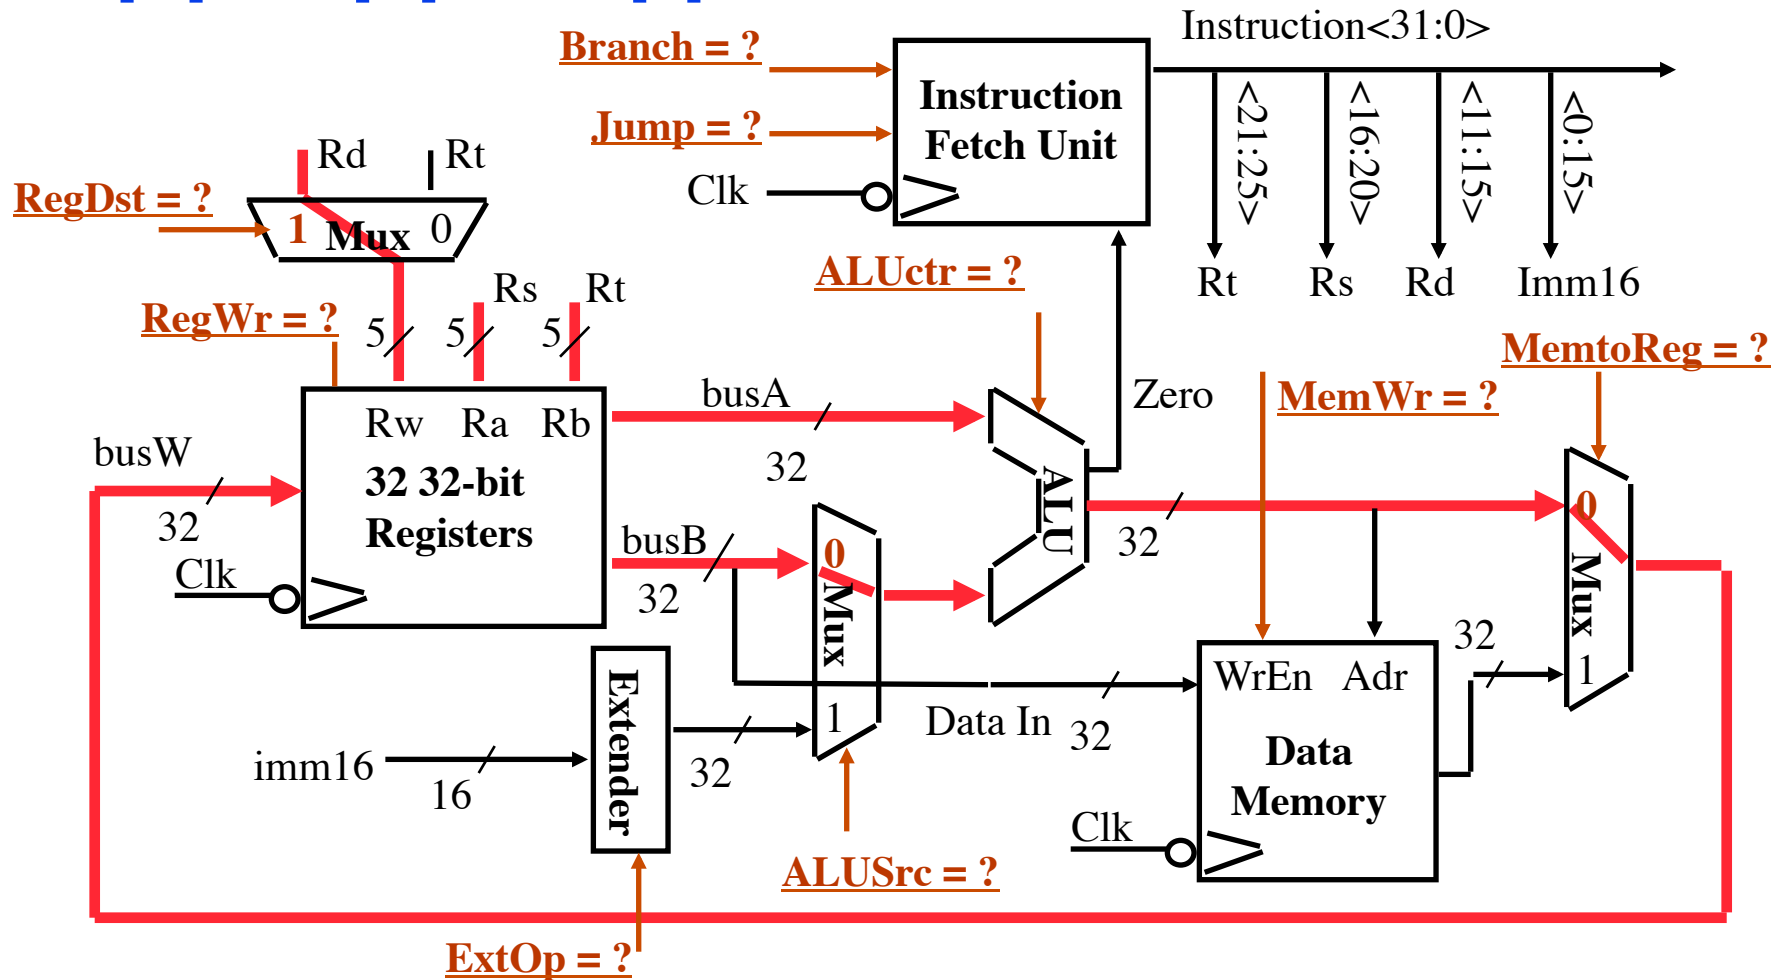 Instruction<31:0>
Branch = ?
Instruction
Fetch Unit
Jump = ?
Clk
<21:25>
<16:20>
<11:15>
<0:15>
Rt
Rs
Rd
Imm16
Rd
Rt
RegDst = ?
1
Mux
0
ALUctr = ?
Rs
Rt
RegWr = ?
5
5
5
MemtoReg = ?
busA
Zero
MemWr = ?
Rw
Ra
Rb
busW
32
32 32-bit
Registers
32
Clk
busB
32
0
Mux
1
ALU
32
0
Mux
1
32
WrEn
Adr
Data In
32
Data
Memory
Clk
Extender
imm16
16
32
ALUSrc = ?
ExtOp = ?